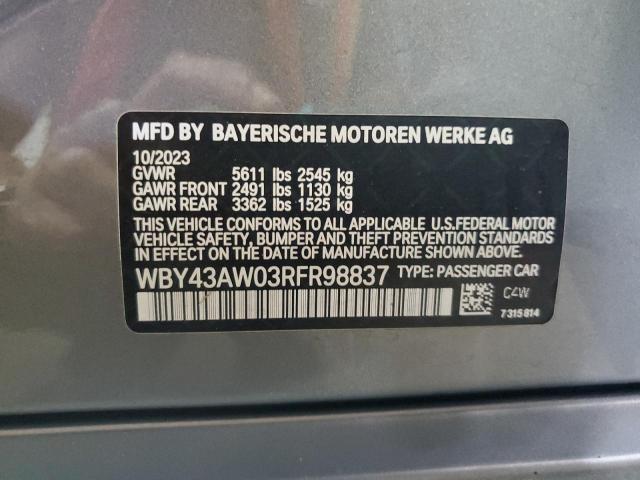 MFD BY BAYERISCHE MOTOREN WERKE AG
10/2023
GVWR 5611 lbs 2545 kg
GAWR FRONT 2491 lbs 1130 kg
GAWR REAR 3362 lbs 1525 kg
THIS VEHICLE CONFORMS TO ALL APPLICABLE U.S.FEDERAL MOTOR
VEHICLE SAFETY, BUMPER, AND THEFT PREVENTION STANDARDS
IN EFFECT ON THE DATE OF MANUFACTURE SHOWN ABOVE.
WBY43AW03RFR98837 TYPE: PASSENGER CAR
C4W
7315814